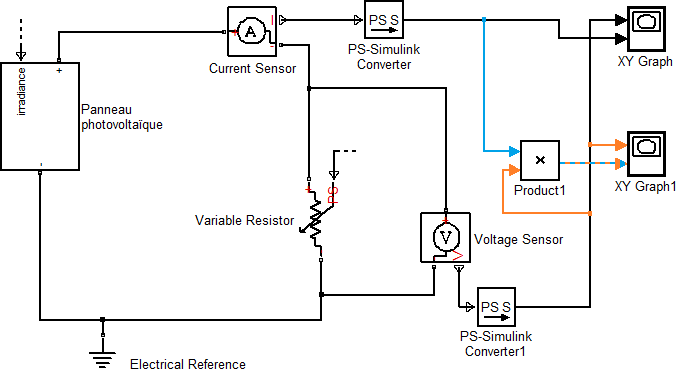 irradiance
+
-
Panneau
photovoltaïque
A
+
-
I
Current Sensor
PS S
PS-Simulink
Converter
XY Graph
×
Product1
XY Graph1
+
PS
Variable Resistor
+
V
-
V
Voltage Sensor
PS S
PS-Simulink
Converter1
Electrical Reference